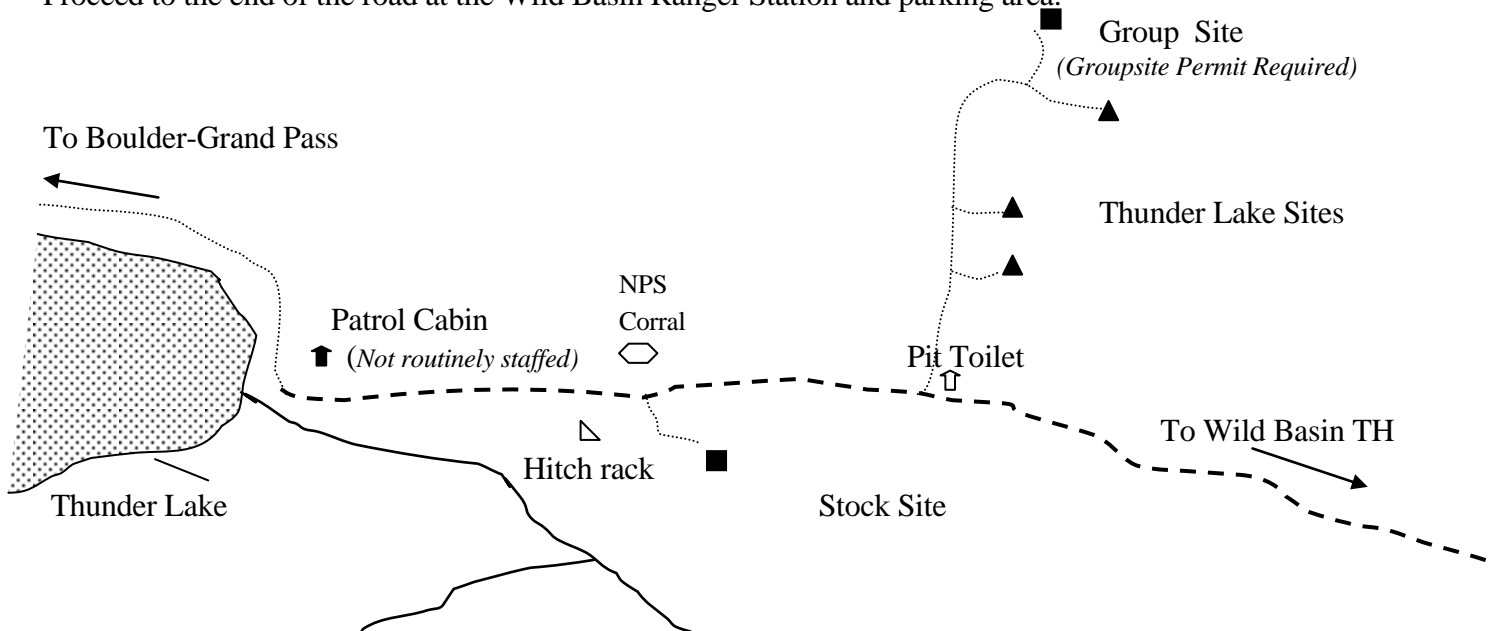 Proceed to the end of the road at the Wild Basin Ranger Station and parking area.
Group Site
(Groupsite Permit Required)
To Boulder-Grand Pass
Thunder Lake Sites
NPS
Corral
Patrol Cabin
(Not routinely staffed)
Pit Toilet
To Wild Basin TH
Hitch rack
Thunder Lake
Stock Site